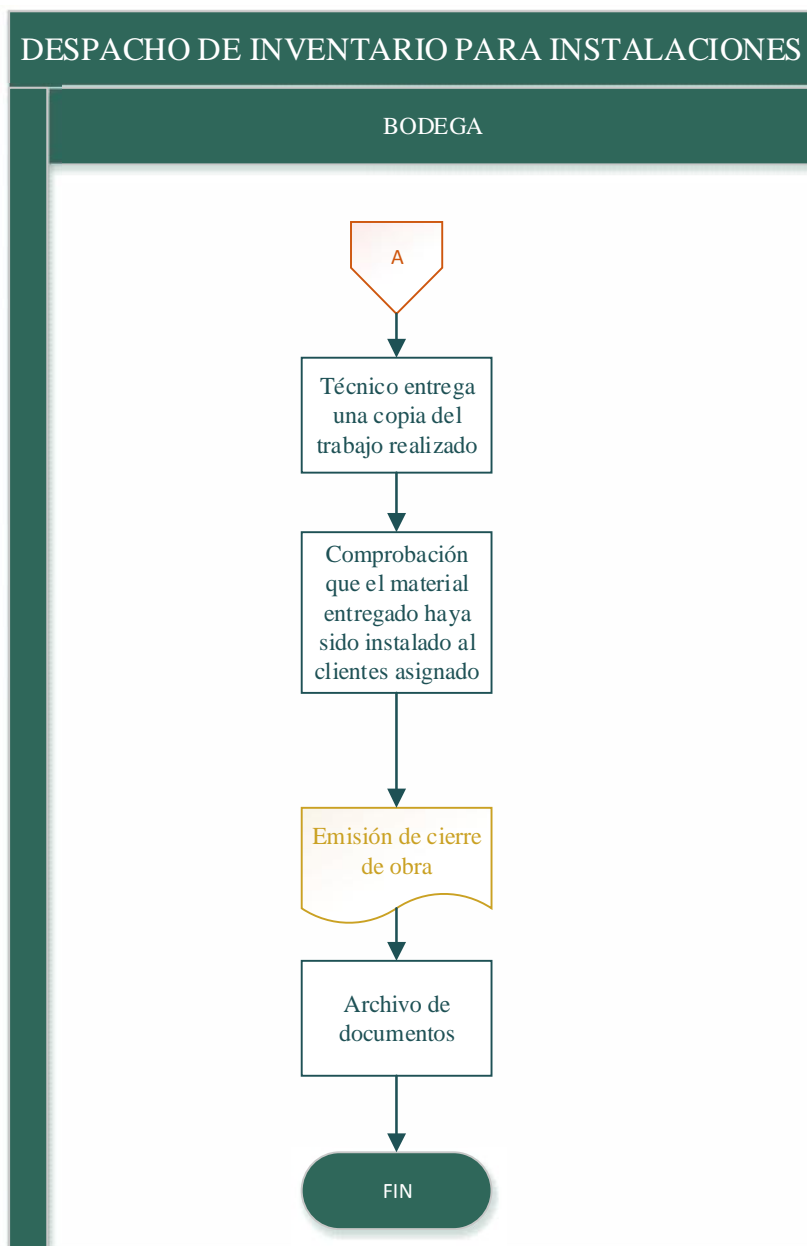 DESPACHO DE INVENTARIO PARA INSTALACIONES
BODEGA
A
Técnico entrega
una copia del
trabajo realizado
Comprobación
que el material
entregado haya
sido instalado al
clientes asignado
Emisión de cierre
de obra
Archivo de
documentos
FIN